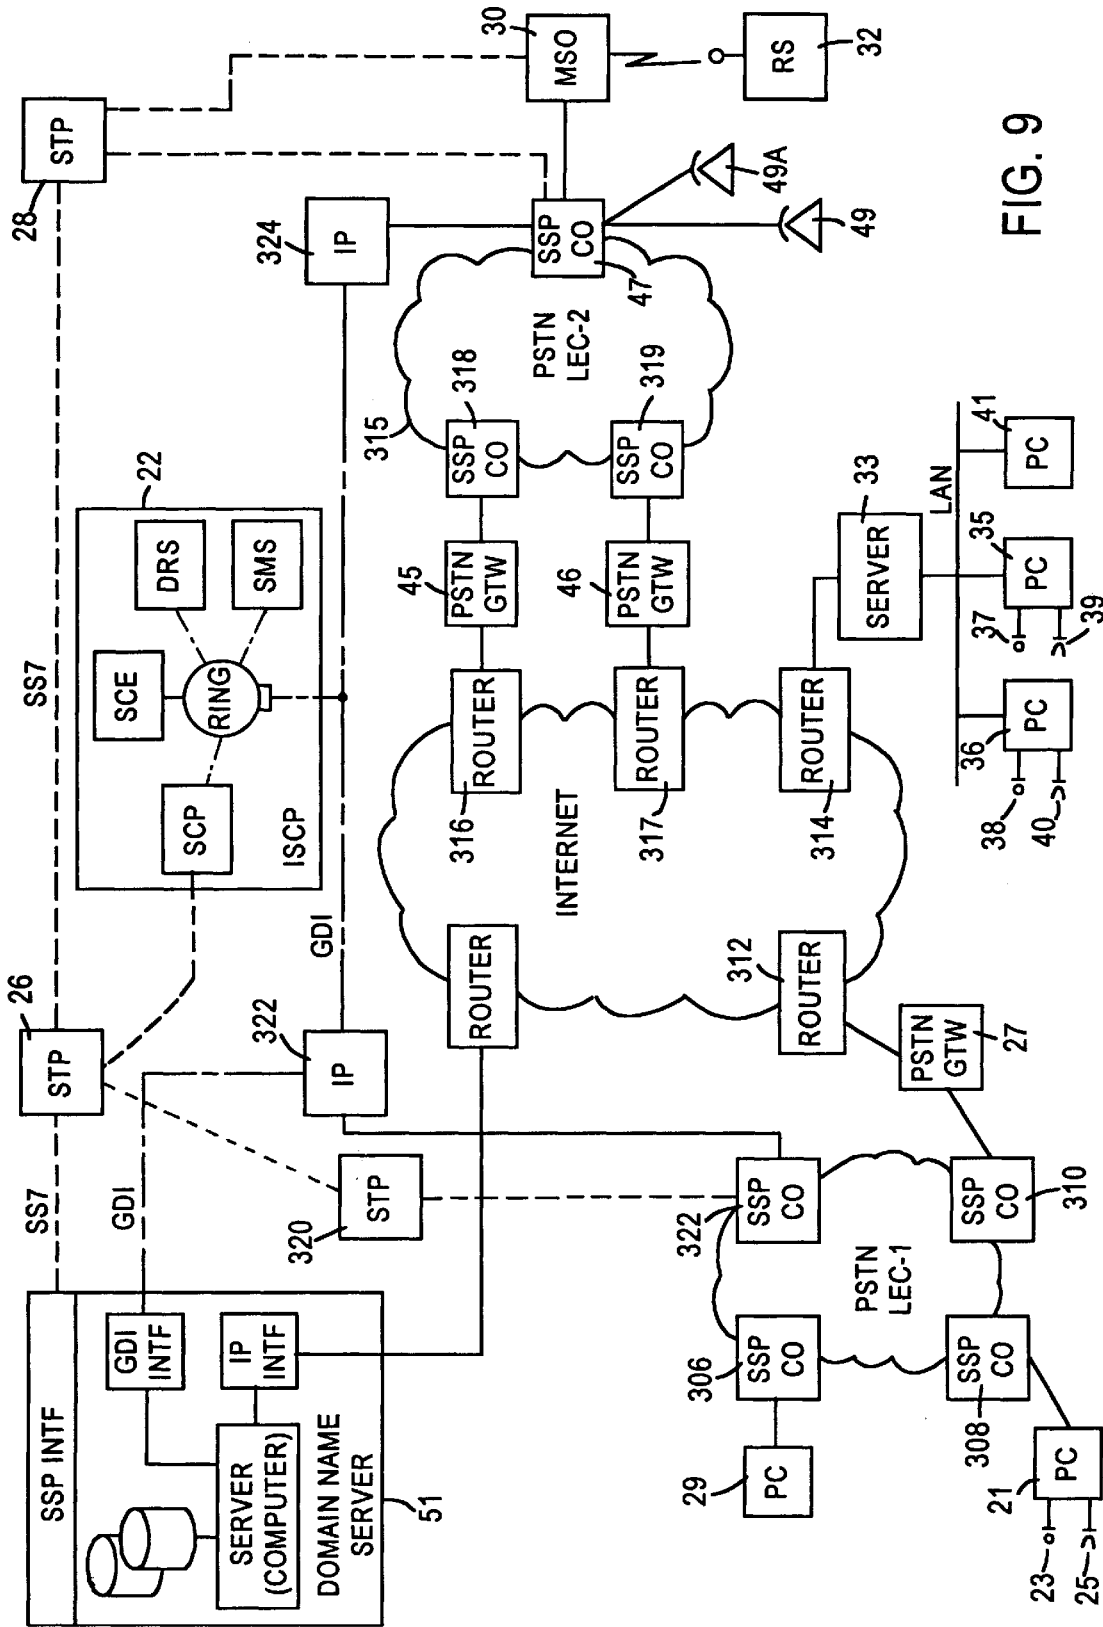 SSP INTF
GDI
INTF
IP
INTF
SERVER
(COMPUTER)
DOMAIN NAME
SERVER
51
SS7
GDI
26
STP
SS7
28
STP
320
STP
322
IP
GDI
22
SCP
SCE
RING
DRS
SMS
ISCP
324
IP
30
MSO
RS
32
ROUTER
INTERNET
316
ROUTER
317
ROUTER
314
ROUTER
312
ROUTER
45
PSTN
GTW
46
PSTN
GTW
315
318
SSP
CO
319
SSP
CO
PSTN
LEC-2
SSP
CO
47
49A
49
27
PSTN
GTW
322
SSP
CO
306
SSP
CO
308
SSP
CO
310
SSP
CO
PSTN
LEC-1
29
PC
21
PC
23
25
33
SERVER
LAN
36
PC
38
40
35
PC
37
39
41
PC
FIG. 9